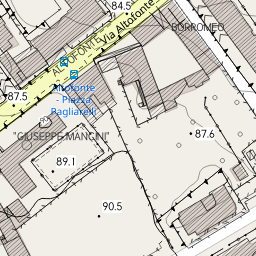 84.5
ALTOFONTE
Via Altofonte
BORROMEO
87.5
Altofonte
- Piazza
Pagliarelli
"GIUSEPPE MANCINI"
87.6
89.1
90.5